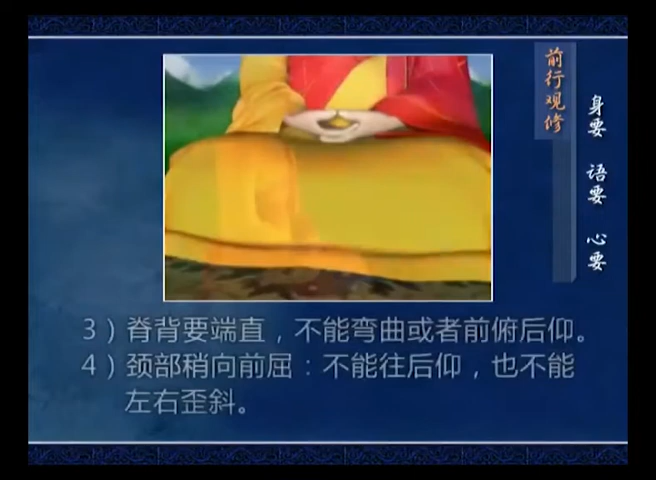 前行观修
身要 语要 心要
3）脊背要端直，不能弯曲或者前俯后仰。
4）颈部稍向前屈：不能往后仰，也不能
左右歪斜。